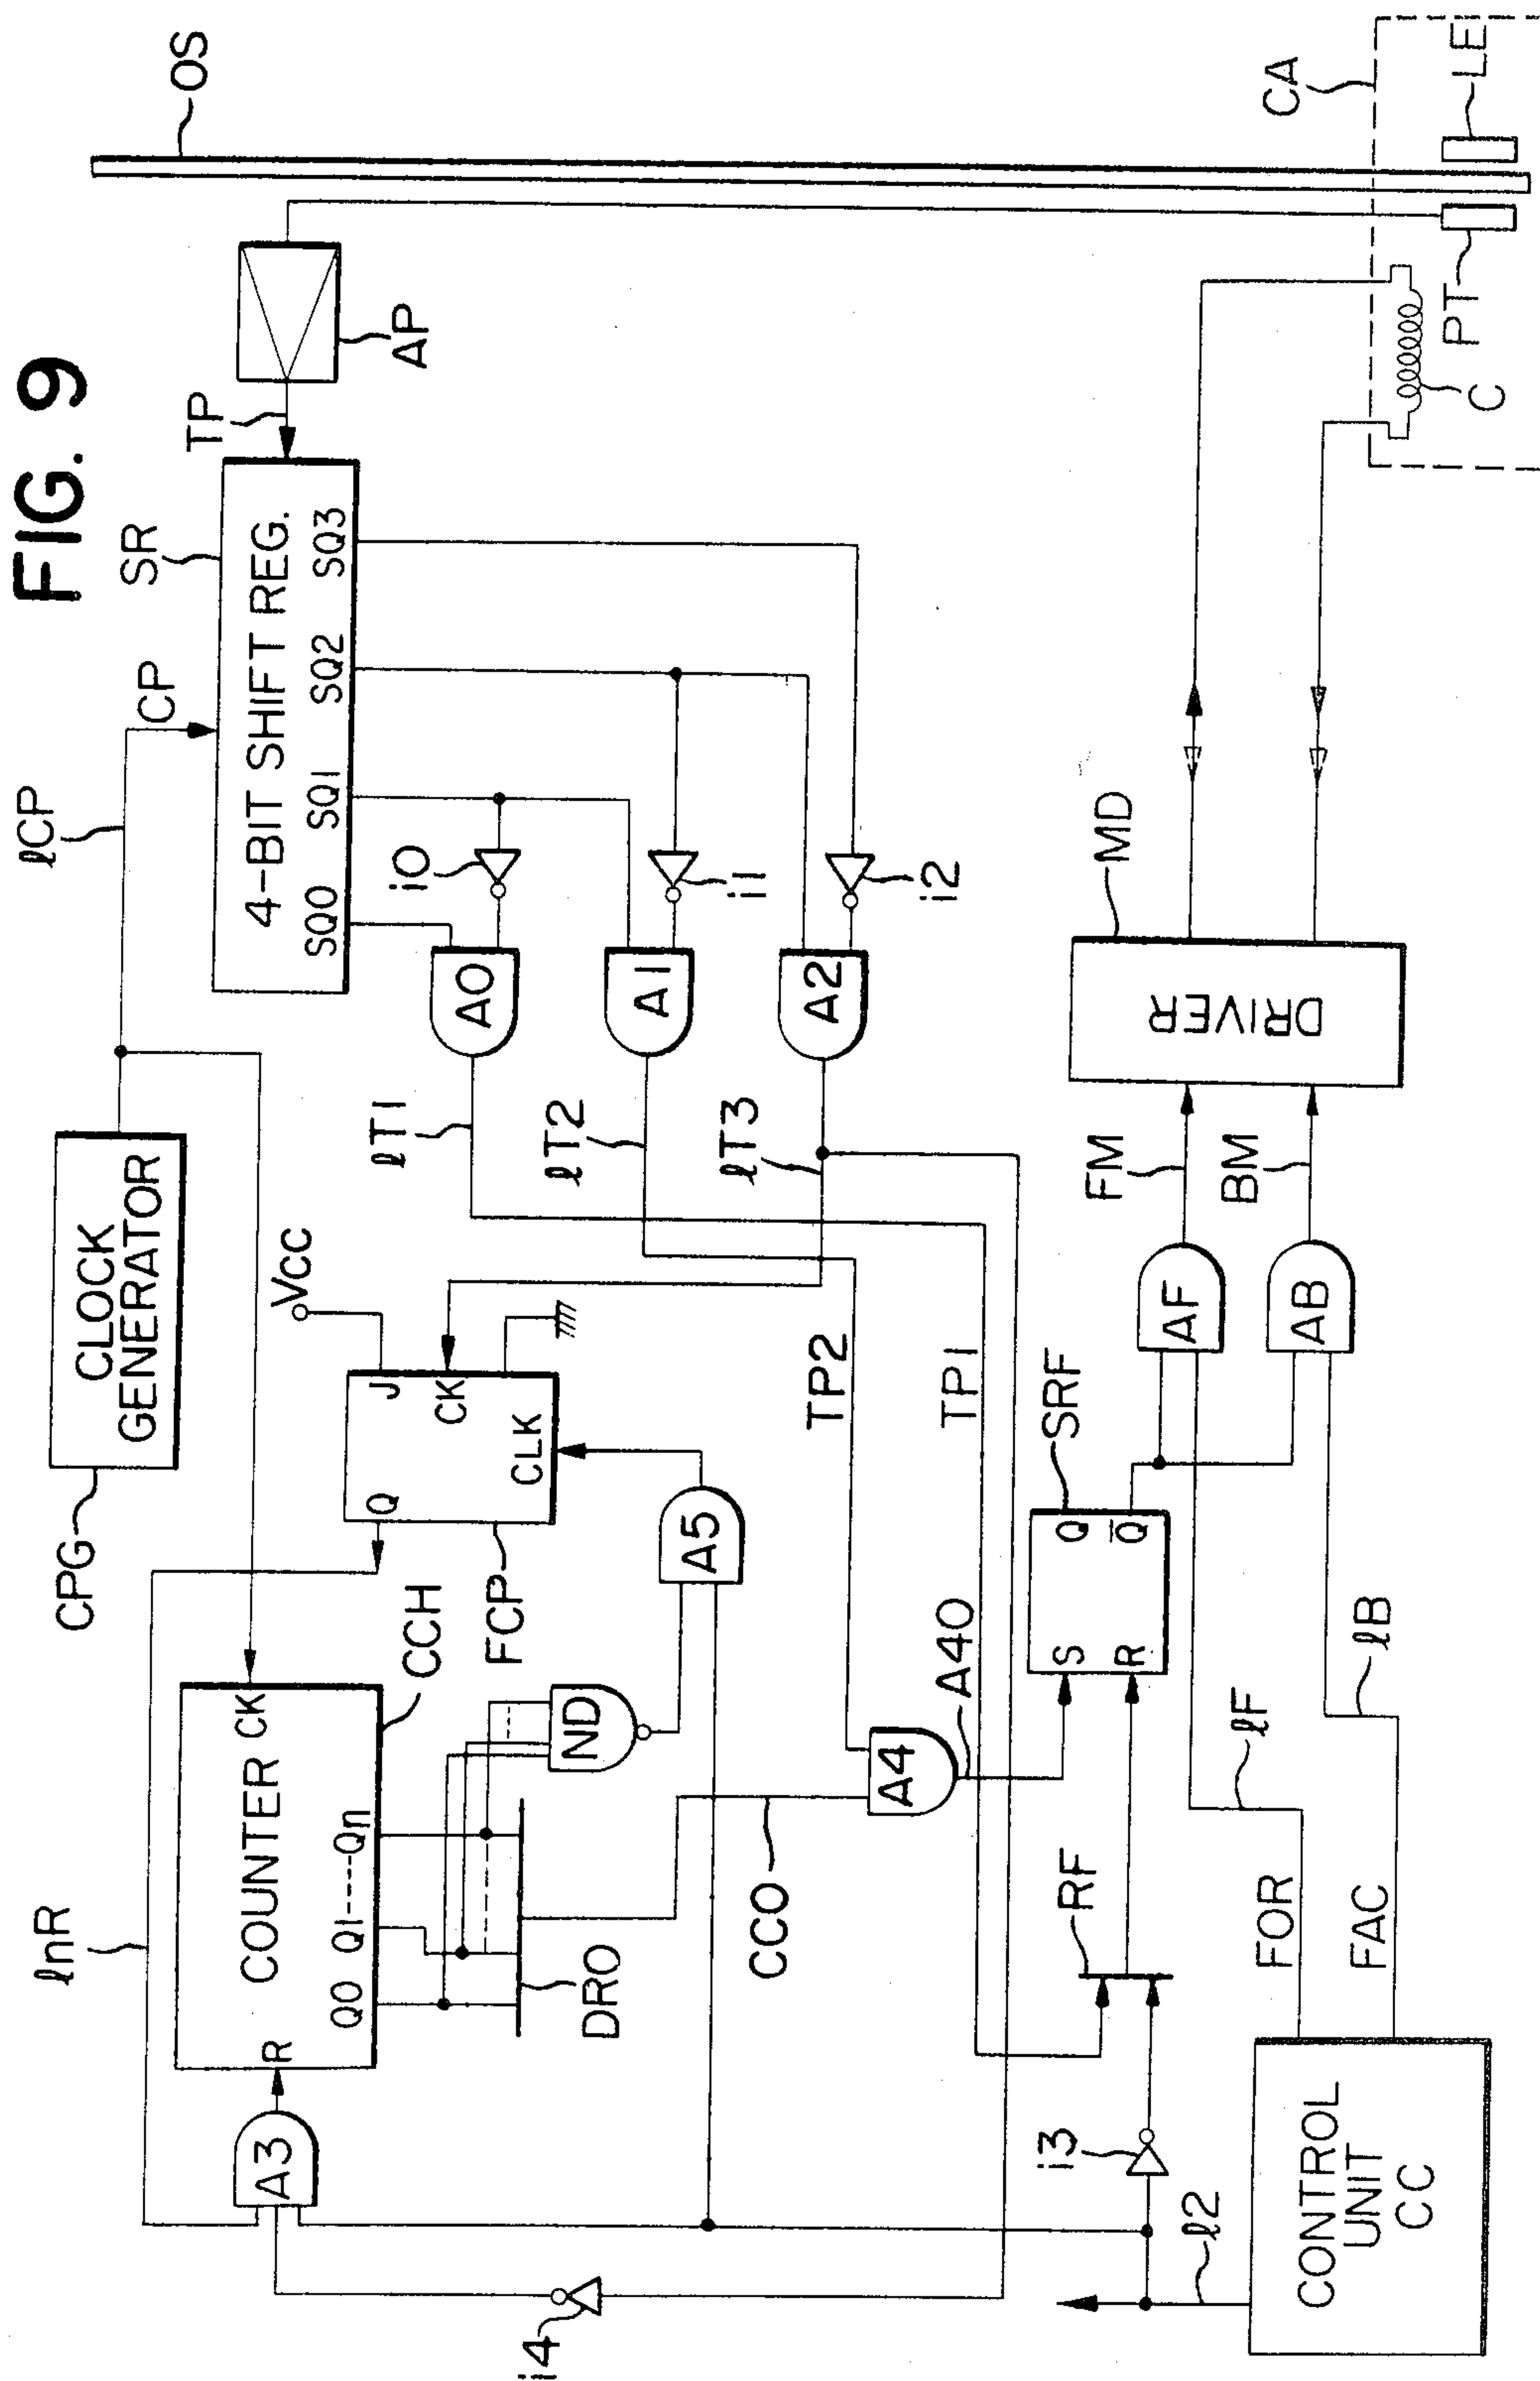 FIG. 9
CPG
CLOCK
GENERATOR
ℓCP
CP
SR
4-BIT SHIFT REG.
SQ0
SQ1
SQ2
SQ3
TP
AP
OS
ℓnR
A3
R
COUNTER
CK
Q0
Q1-----Qn
CCH
Vcc
J
CK
CLK
Q
FCP
i0
i1
i2
A0
A1
A2
ℓT1
ℓT2
ℓT3
DRO
ND
A5
CCO
A4
A40
TP2
TP1
i4
i3
RF
S
R
Q
Q̅
SRF
AF
AB
FM
BM
DRIVER
MD
ℓ2
CONTROL
UNIT
CC
FOR
FAC
ℓF
ℓB
CA
C
PT
LE